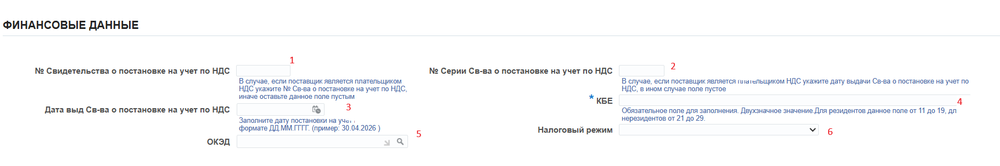 ФИНАНСОВЫЕ ДАННЫЕ
1
№ Свидетельства о постановке на учет по НДС
В случае, если поставщик является плательщиком
НДС укажите № Св-ва о постановке на учет по НДС,
иначе оставьте данное поле пустым
№ Серии Св-ва о постановке на учет по НДС
2
В случае, если поставщик является плательщиком НДС укажите дату выдачи Св-ва о постановке на учет по
НДС, в ином случае поле пустое
Дата выд Св-ва о постановке на учет по НДС
3
Заполните дату постановки на учет
формате ДД.ММ.ГГГГ. (пример: 30.04.2026 )
* КБЕ
4
Обязательное поле для заполнения. Двухзначное значение.Для резидентов данное поле от 11 до 19, дл
нерезидентов от 21 до 29.
ОКЭД
5
Налоговый режим
6